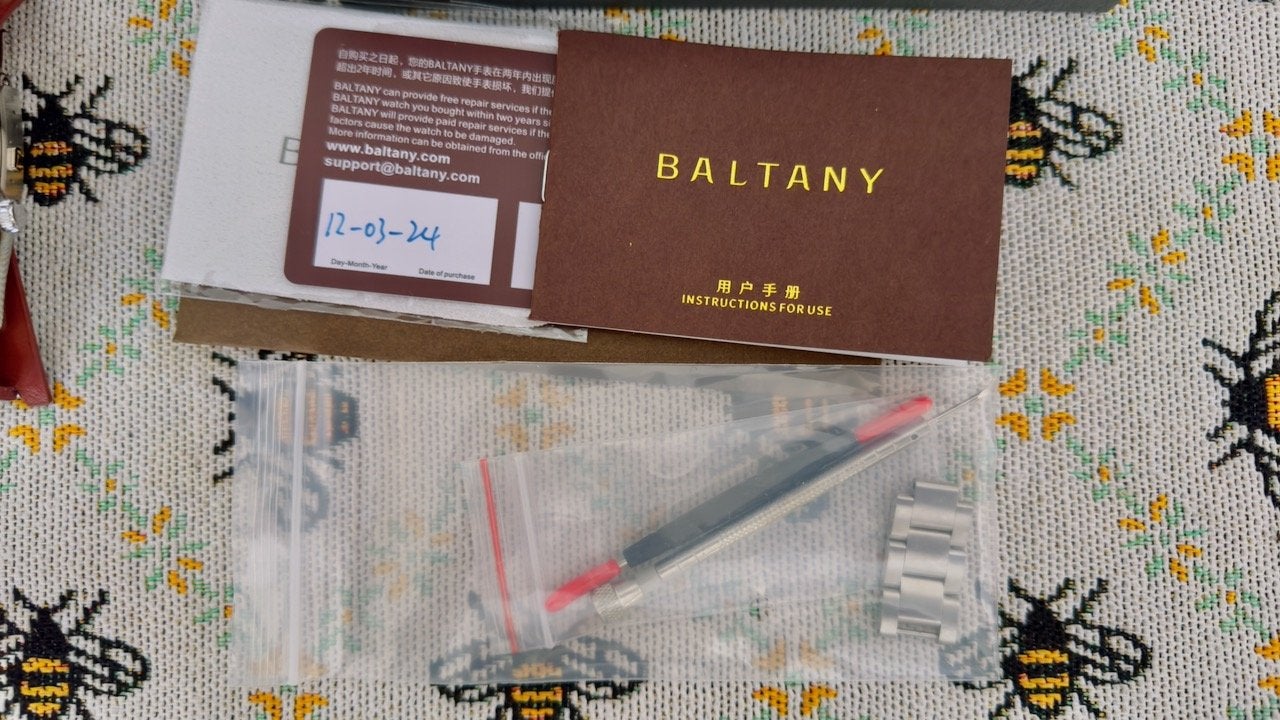 自购买之日起，您的BALTANY手表在两年内出现
超出2年时间，或其它原因致使手表损坏，我们提
BALTANY can provide free repair services if the
BALTANY watch you bought within two years
BALTANY will provide paid repair services if the
factors cause the watch to be damaged.
More information can be obtained from the
www.baltany.com
support@baltany.com
12-03-24
Day-Month-Year
Date of purchase
BALTANY
用户手册
INSTRUCTIONS FOR USE